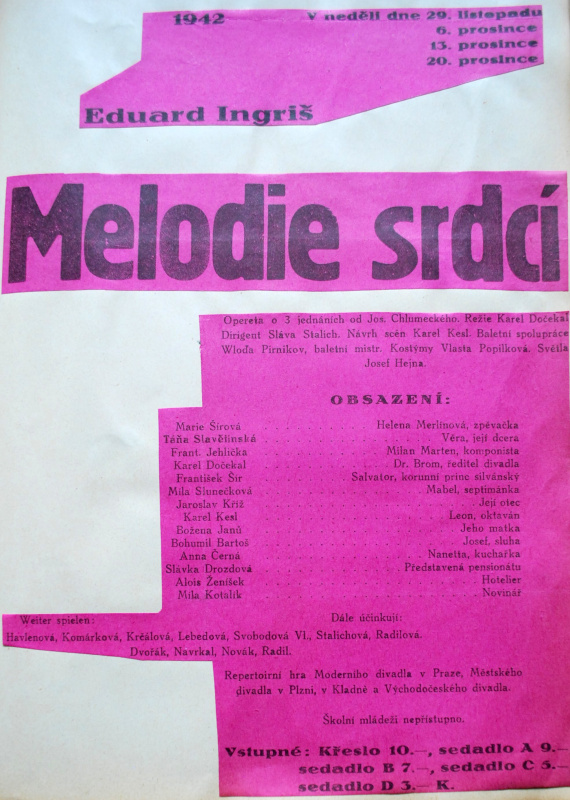 1942 V neděli dne 29. listopadu
6. prosince
13. prosince
20. prosince
Eduard Ingriš
Melodie srdcí
Opereta o 3 jednáních od Jos. Chlumeckého. Režie Karel Dočekal
Dirigent Sláva Stalich. Návrh scén Karel Kesl. Baletní spolupráce
Wloďa Pirnikov, baletní mistr. Kostýmy Vlasta Popilková. Světla
Josef Hejna.
OBSAZENÍ:
Marie Šírová . . . . . . . . . . Helena Merlinová, zpěvačka
Táňa Slavětínská . . . . . . . . . . Věra, její dcera
Frant. Jehlička . . . . . . . . . . Milan Marten, komponista
Karel Dočekal . . . . . . . . . . Dr. Brom, ředitel divadla
František Šír . . . . . . . . . . Salvator, korunní princ silvánský
Míla Slunečková . . . . . . . . . . Mabel, septimánka
Jaroslav Kříž . . . . . . . . . . Její otec
Karel Kesl . . . . . . . . . . Leon, oktaván
Božena Janů . . . . . . . . . . Jeho matka
Bohumil Bartoš . . . . . . . . . . Josef, sluha
Anna Černá . . . . . . . . . . Nanetta, kuchařka
Slávka Drozdová . . . . . . . . . . Představená pensionátu
Alois Ženíšek . . . . . . . . . . Hotelier
Míla Kotalík . . . . . . . . . . Novinář
Weiter spielen: Dále účinkují:
Havlenová, Komárková, Krčálová, Lebedová, Svobodová Vl., Stalichová, Radilová.
Dvořák, Navrkal, Novák, Radil.
Repertoirní hra Moderního divadla v Praze, Městského
divadla v Plzni, v Kladně a Východočeského divadla.
Školní mládeži nepřístupno.
Vstupné: Křeslo 10.—, sedadlo A 9.—
sedadlo B 7.—, sedadlo C 5.—
sedadlo D 3.— K.